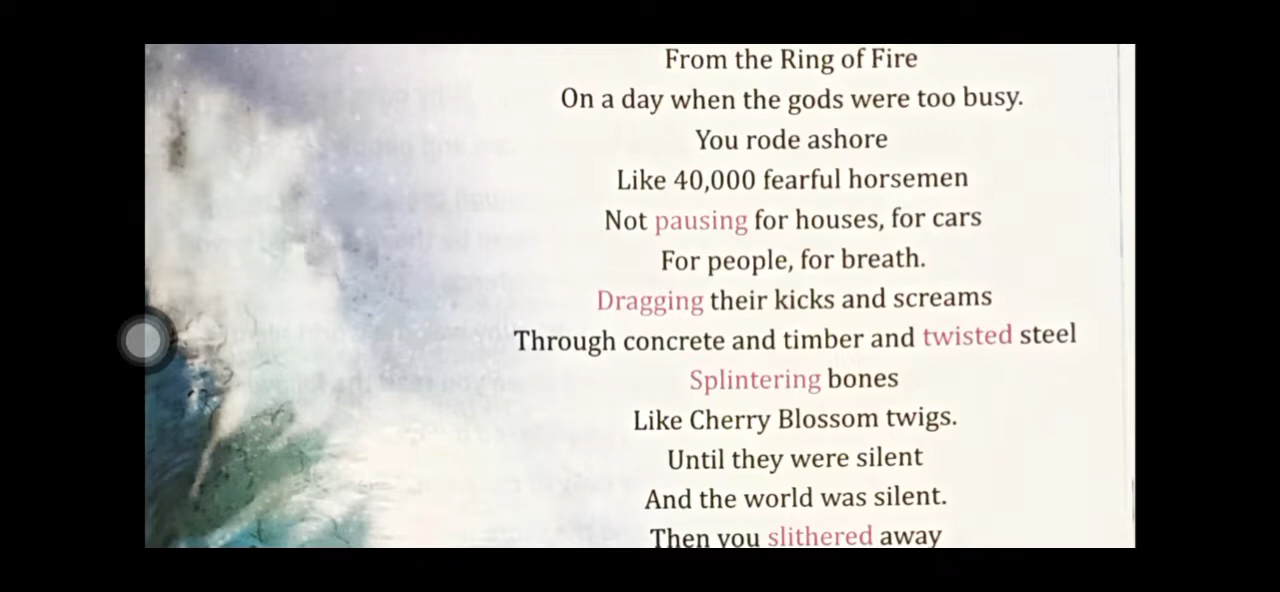 From the Ring of Fire
On a day when the gods were too busy.
You rode ashore
Like 40,000 fearful horsemen
Not pausing for houses, for cars
For people, for breath.
Dragging their kicks and screams
Through concrete and timber and twisted steel
Splintering bones
Like Cherry Blossom twigs.
Until they were silent
And the world was silent.
Then you slithered away